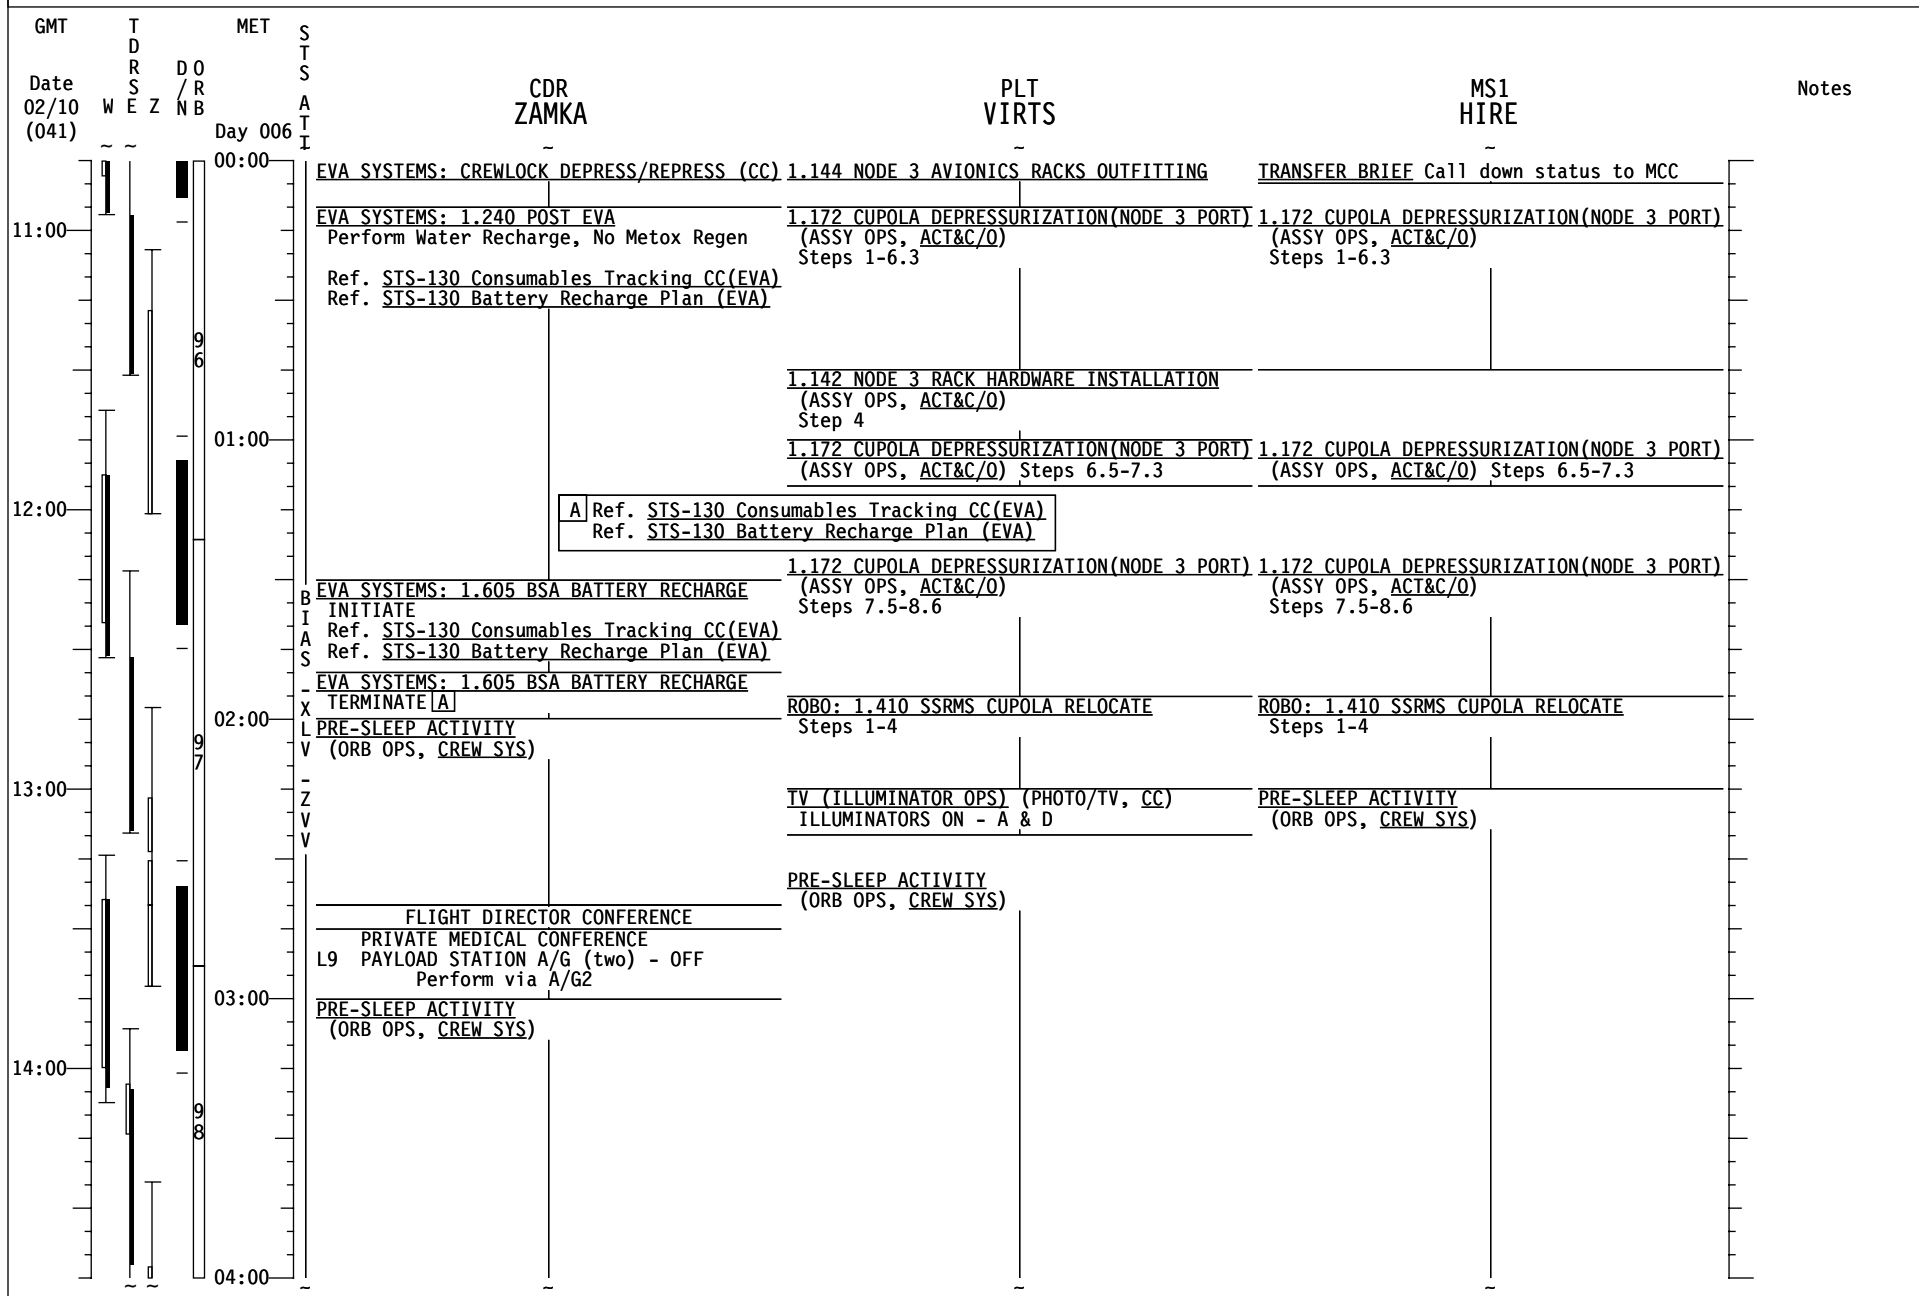 GMT
Date
02/10
(041)
TDRS
W E Z
D/N
ORB
MET
Day 006
STS ATT
CDR
ZAMKA
PLT
VIRTS
MS1
HIRE
Notes
~ ~ ~ ~ ~ ~
00:00
11:00
01:00
12:00
02:00
13:00
03:00
14:00
04:00
96
97
98
BIAS -XLV -ZVV
EVA SYSTEMS: CREWLOCK DEPRESS/REPRESS (CC)
EVA SYSTEMS: 1.240 POST EVA
Perform Water Recharge, No Metox Regen
Ref. STS-130 Consumables Tracking CC(EVA)
Ref. STS-130 Battery Recharge Plan (EVA)
EVA SYSTEMS: 1.605 BSA BATTERY RECHARGE
INITIATE
Ref. STS-130 Consumables Tracking CC(EVA)
Ref. STS-130 Battery Recharge Plan (EVA)
EVA SYSTEMS: 1.605 BSA BATTERY RECHARGE
TERMINATE A
PRE-SLEEP ACTIVITY
(ORB OPS, CREW SYS)
FLIGHT DIRECTOR CONFERENCE
PRIVATE MEDICAL CONFERENCE
L9 PAYLOAD STATION A/G (two) - OFF
Perform via A/G2
PRE-SLEEP ACTIVITY
(ORB OPS, CREW SYS)
A Ref. STS-130 Consumables Tracking CC(EVA)
Ref. STS-130 Battery Recharge Plan (EVA)
1.144 NODE 3 AVIONICS RACKS OUTFITTING
1.172 CUPOLA DEPRESSURIZATION(NODE 3 PORT)
(ASSY OPS, ACT&C/O)
Steps 1-6.3
1.142 NODE 3 RACK HARDWARE INSTALLATION
(ASSY OPS, ACT&C/O)
Step 4
1.172 CUPOLA DEPRESSURIZATION(NODE 3 PORT)
(ASSY OPS, ACT&C/O) Steps 6.5-7.3
1.172 CUPOLA DEPRESSURIZATION(NODE 3 PORT)
(ASSY OPS, ACT&C/O)
Steps 7.5-8.6
ROBO: 1.410 SSRMS CUPOLA RELOCATE
Steps 1-4
TV (ILLUMINATOR OPS) (PHOTO/TV, CC)
ILLUMINATORS ON - A & D
PRE-SLEEP ACTIVITY
(ORB OPS, CREW SYS)
TRANSFER BRIEF Call down status to MCC
1.172 CUPOLA DEPRESSURIZATION(NODE 3 PORT)
(ASSY OPS, ACT&C/O)
Steps 1-6.3
1.172 CUPOLA DEPRESSURIZATION(NODE 3 PORT)
(ASSY OPS, ACT&C/O) Steps 6.5-7.3
1.172 CUPOLA DEPRESSURIZATION(NODE 3 PORT)
(ASSY OPS, ACT&C/O)
Steps 7.5-8.6
ROBO: 1.410 SSRMS CUPOLA RELOCATE
Steps 1-4
PRE-SLEEP ACTIVITY
(ORB OPS, CREW SYS)
~ ~ ~ ~ ~ ~